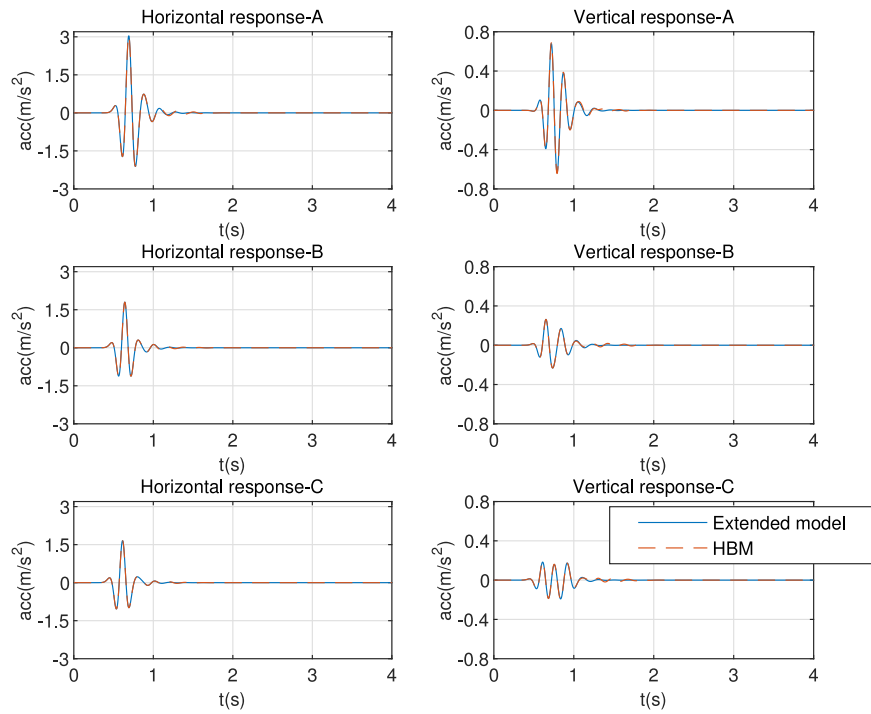 Horizontal response-A
acc(m/s²)
3
1.5
0
-1.5
-3
0 1 2 3 4
t(s)
Vertical response-A
acc(m/s²)
0.8
0.4
0
-0.4
-0.8
0 1 2 3 4
t(s)
Horizontal response-B
acc(m/s²)
3
1.5
0
-1.5
-3
0 1 2 3 4
t(s)
Vertical response-B
acc(m/s²)
0.8
0.4
0
-0.4
-0.8
0 1 2 3 4
t(s)
Horizontal response-C
acc(m/s²)
3
1.5
0
-1.5
-3
0 1 2 3 4
t(s)
Vertical response-C
acc(m/s²)
0.8
0.4
0
-0.4
-0.8
0 1 2 3 4
t(s)
Extended model
HBM